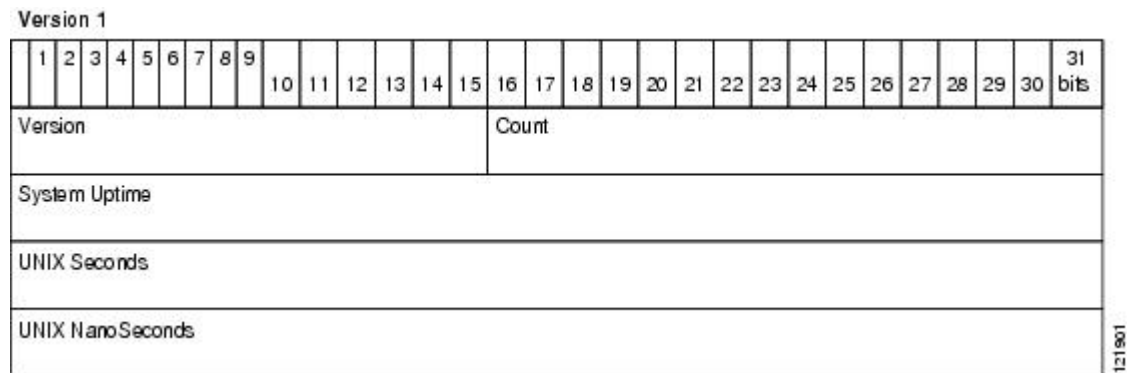 Version 1
1 2 3 4 5 6 7 8 9 10 11 12 13 14 15 16 17 18 19 20 21 22 23 24 25 26 27 28 29 30 31 bits
Version Count
System Uptime
UNIX Seconds
UNIX NanoSeconds
121901